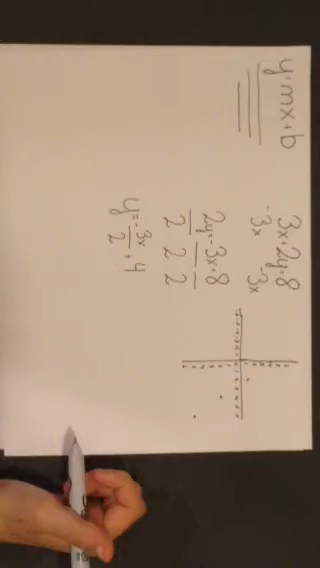 y=mx+b
3x+2y=8
-3x -3x
2y=-3x+8
2 2 2
y=-3x/2+4